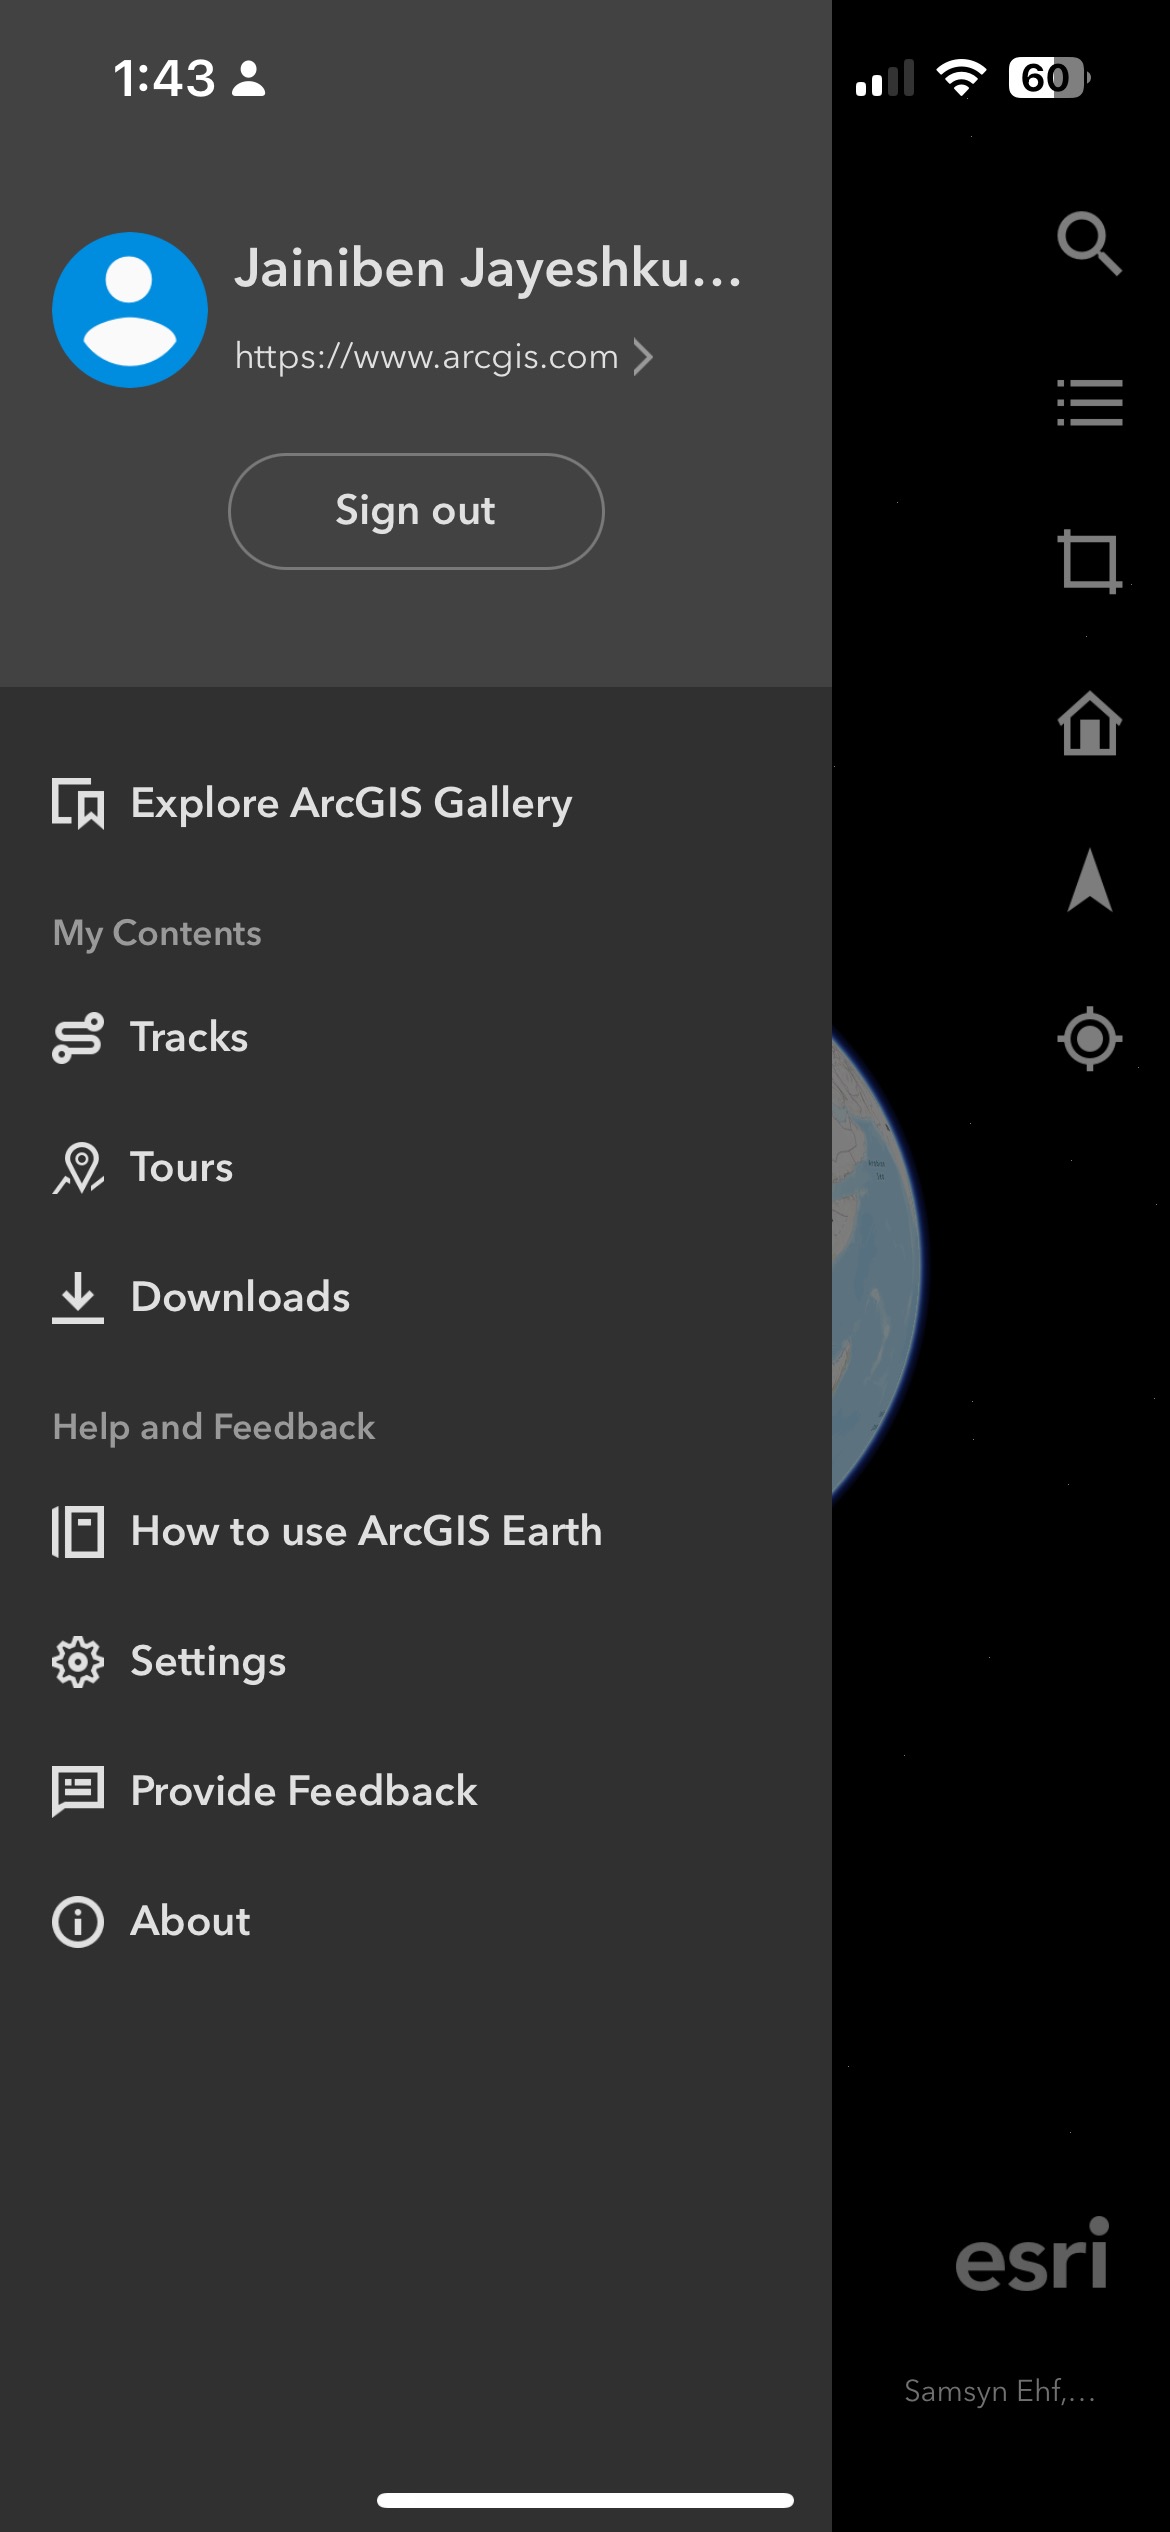 1:43
60
Jainiben Jayeshku...
https://www.arcgis.com
Sign out
Explore ArcGIS Gallery
My Contents
Tracks
Tours
Downloads
Help and Feedback
How to use ArcGIS Earth
Settings
Provide Feedback
About
esri
Samsyn Ehf,...